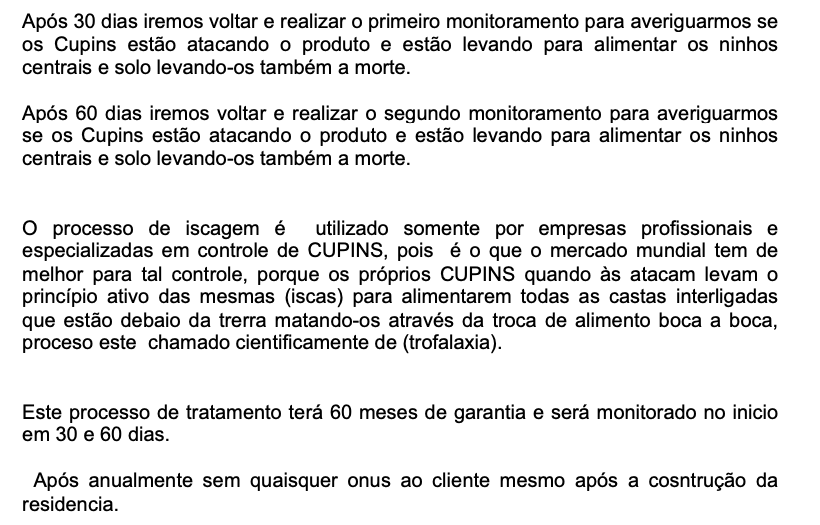 Após 30 dias iremos voltar e realizar o primeiro monitoramento para averiguarmos se
os Cupins estão atacando o produto e estão levando para alimentar os ninhos
centrais e solo levando-os também a morte.
Após 60 dias iremos voltar e realizar o segundo monitoramento para averiguarmos
se os Cupins estão atacando o produto e estão levando para alimentar os ninhos
centrais e solo levando-os também a morte.
O processo de iscagem é utilizado somente por empresas profissionais e
especializadas em controle de CUPINS, pois é o que o mercado mundial tem de
melhor para tal controle, porque os próprios CUPINS quando às atacam levam o
princípio ativo das mesmas (iscas) para alimentarem todas as castas interligadas
que estão debaio da trerra matando-os através da troca de alimento boca a boca,
proceso este chamado cientificamente de (trofalaxia).
Este processo de tratamento terá 60 meses de garantia e será monitorado no inicio
em 30 e 60 dias.
Após anualmente sem quaisquer onus ao cliente mesmo após a cosntrução da
residencia.